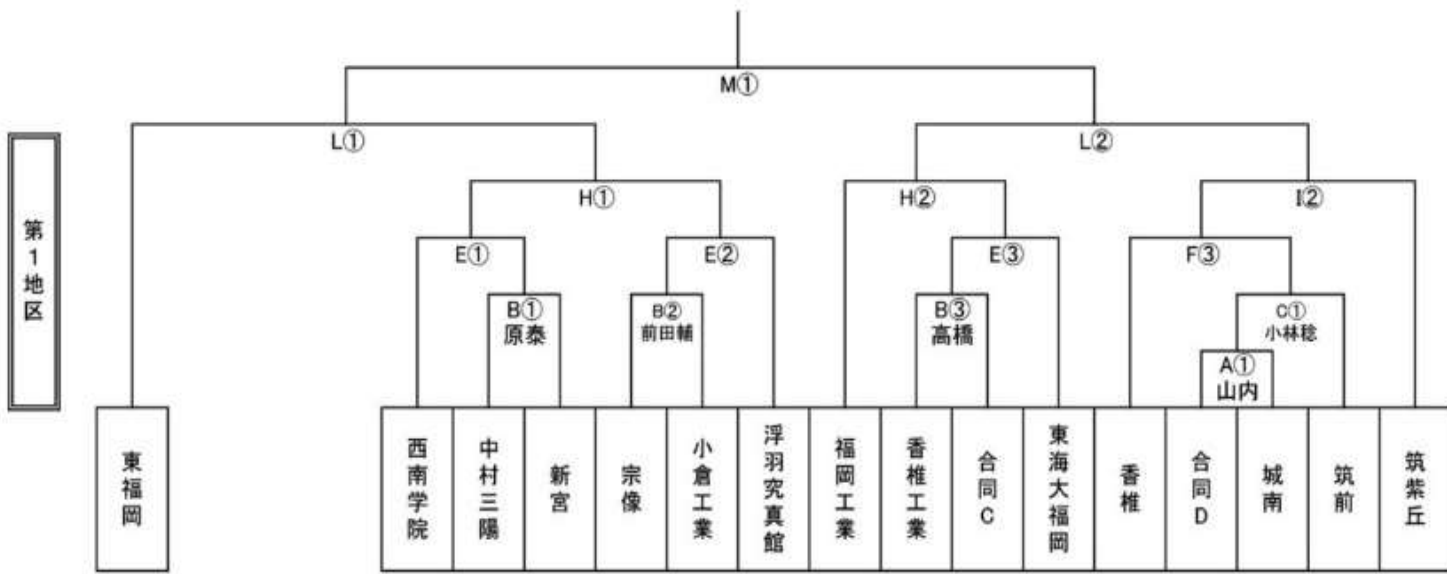 M①
L①
L②
H①
H②
I②
E①
E②
E③
F③
B①
原泰
B②
前田輔
B③
高橋
C①
小林稔
A①
山内
第1地区
東福岡
西南学院
中村三陽
新宮
宗像
小倉工業
浮羽究真館
福岡工業
香椎工業
合同C
東海大福岡
香椎
合同D
城南
筑前
筑紫丘